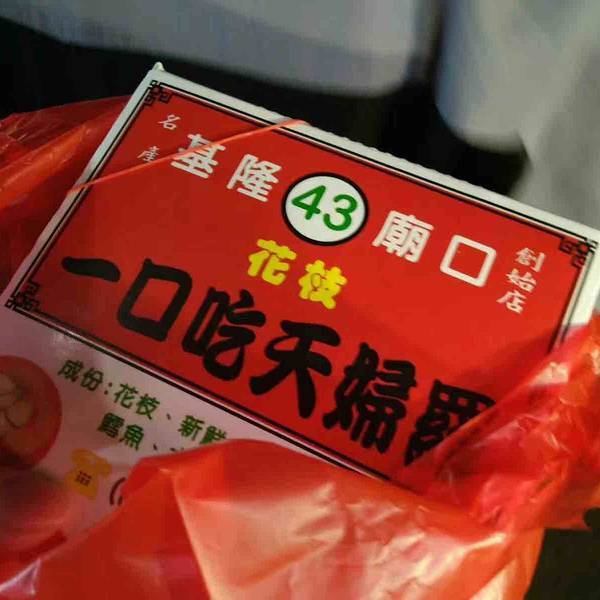 名產
基隆 43 廟口
創始店
花枝
一口吃天婦羅
成份:花枝、新鮮
鱈魚、